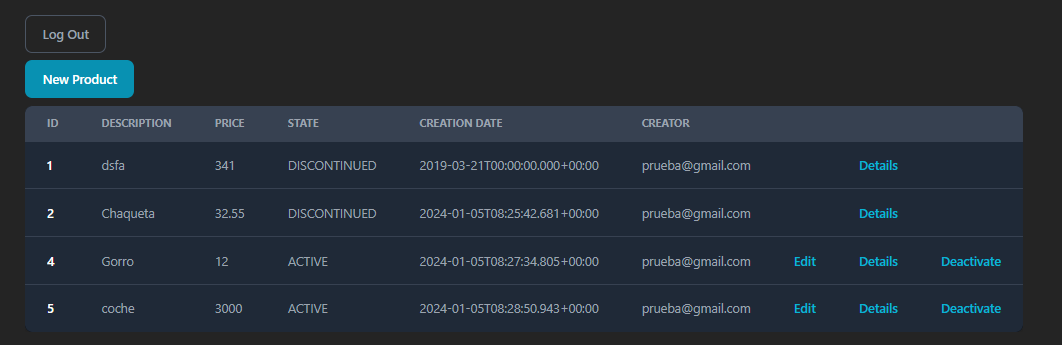 Log Out
New Product
ID DESCRIPTION PRICE STATE CREATION DATE CREATOR
1 dsfa 341 DISCONTINUED 2019-03-21T00:00:00.000+00:00 prueba@gmail.com Details
2 Chaqueta 32.55 DISCONTINUED 2024-01-05T08:25:42.681+00:00 prueba@gmail.com Details
4 Gorro 12 ACTIVE 2024-01-05T08:27:34.805+00:00 prueba@gmail.com Edit Details Deactivate
5 coche 3000 ACTIVE 2024-01-05T08:28:50.943+00:00 prueba@gmail.com Edit Details Deactivate